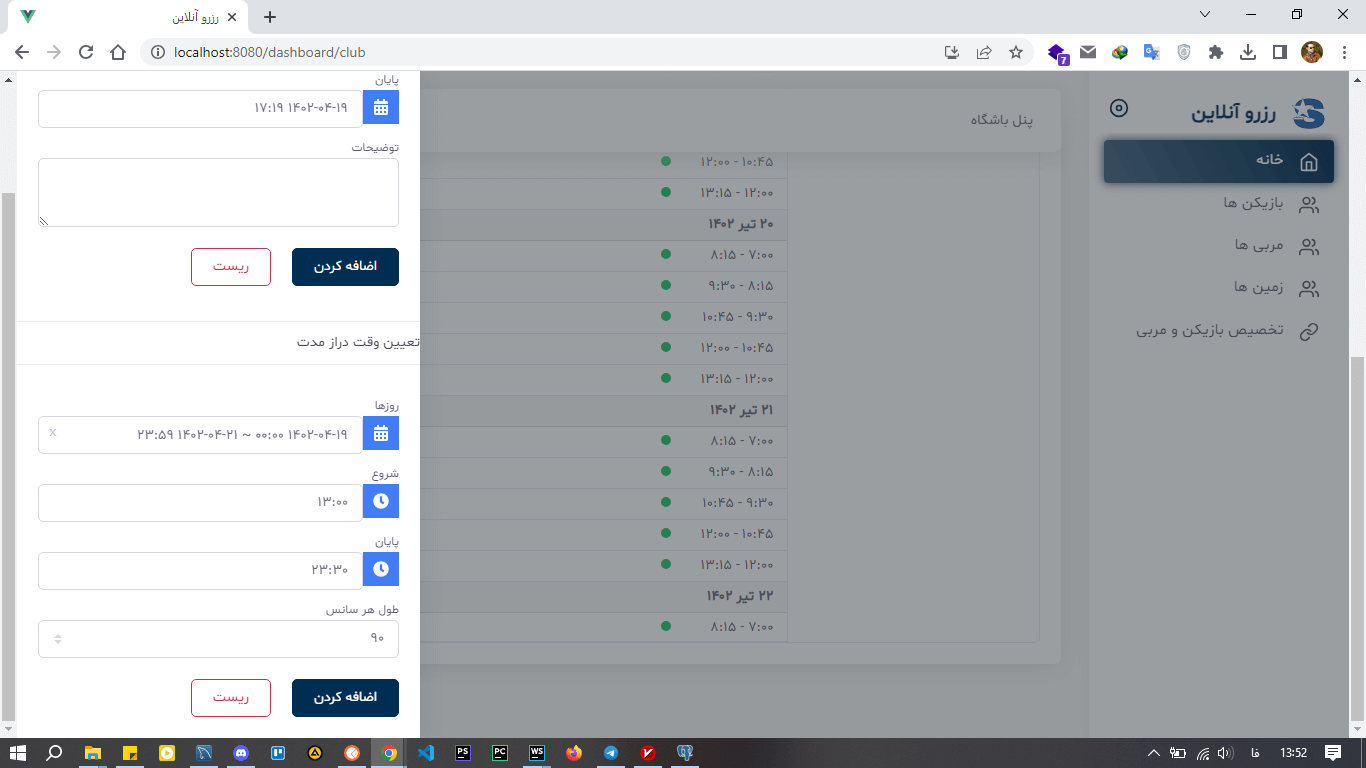 رزرو آنلاین
localhost:8080/dashboard/club
7
رزرو آنلاین
خانه
بازیکن ها
مربی ها
زمین ها
تخصیص بازیکن و مربی
پنل باشگاه
۱۰:۴۵ - ۱۲:۰۰
۱۲:۰۰ - ۱۳:۱۵
۲۰ تیر ۱۴۰۲
۷:۰۰ - ۸:۱۵
۸:۱۵ - ۹:۳۰
۹:۳۰ - ۱۰:۴۵
۱۰:۴۵ - ۱۲:۰۰
۱۲:۰۰ - ۱۳:۱۵
۲۱ تیر ۱۴۰۲
۷:۰۰ - ۸:۱۵
۸:۱۵ - ۹:۳۰
۹:۳۰ - ۱۰:۴۵
۱۰:۴۵ - ۱۲:۰۰
۱۲:۰۰ - ۱۳:۱۵
۲۲ تیر ۱۴۰۲
۷:۰۰ - ۸:۱۵
پایان
۱۴۰۲-۰۴-۱۹ ۱۷:۱۹
توضیحات
اضافه کردن
ریست
تعیین وقت دراز مدت
روزها
۱۴۰۲-۰۴-۱۹ ۰۰:۰۰ ~ ۱۴۰۲-۰۴-۲۱ ۲۳:۵۹
x
شروع
۱۳:۰۰
پایان
۲۳:۳۰
طول هر سانس
۹۰
اضافه کردن
ریست
PS
PC
WS
فا
13:52